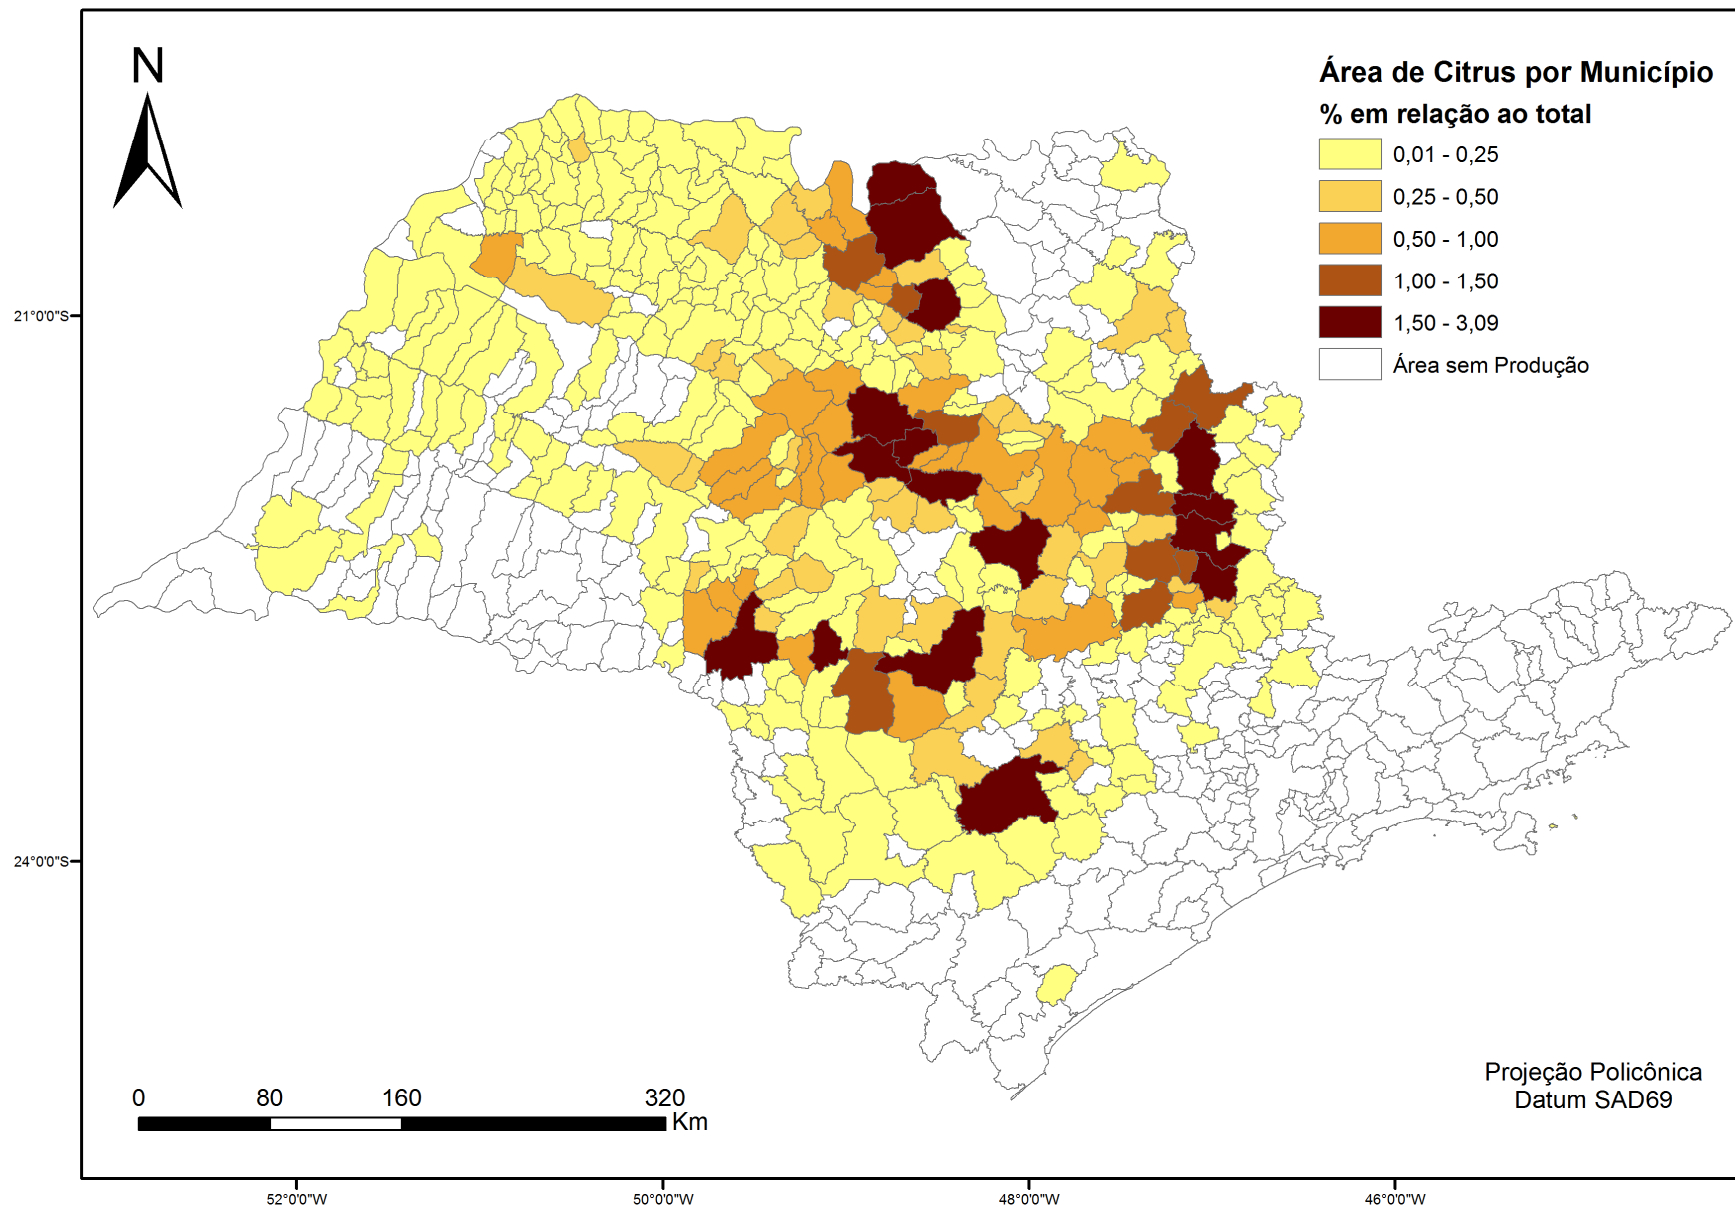 N
Área de Citrus por Município
% em relação ao total
0,01 - 0,25
0,25 - 0,50
0,50 - 1,00
1,00 - 1,50
1,50 - 3,09
Área sem Produção
21°0'0"S
24°0'0"S
Projeção Policônica
Datum SAD69
0 80 160 320
Km
52°0'0"W 50°0'0"W 48°0'0"W 46°0'0"W